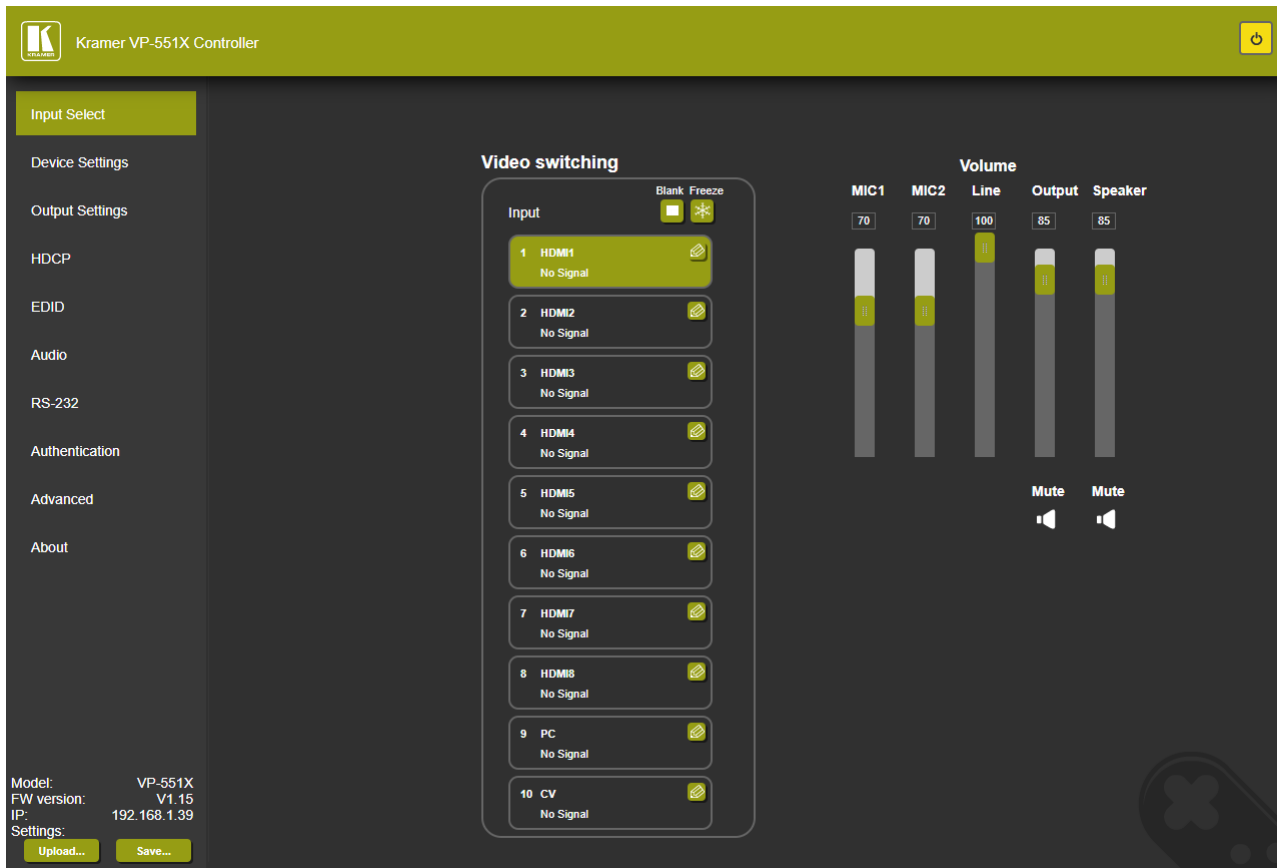 KRAMER
Kramer VP-551X Controller
Input Select
Device Settings
Output Settings
HDCP
EDID
Audio
RS-232
Authentication
Advanced
About
Model: VP-551X
FW version: V1.15
IP: 192.168.1.39
Settings:
Upload... Save...
Video switching
Blank Freeze
Input
1 HDMI1
No Signal
2 HDMI2
No Signal
3 HDMI3
No Signal
4 HDMI4
No Signal
5 HDMI5
No Signal
6 HDMI6
No Signal
7 HDMI7
No Signal
8 HDMI8
No Signal
9 PC
No Signal
10 CV
No Signal
Volume
MIC1 MIC2 Line Output Speaker
70 70 100 85 85
Mute Mute